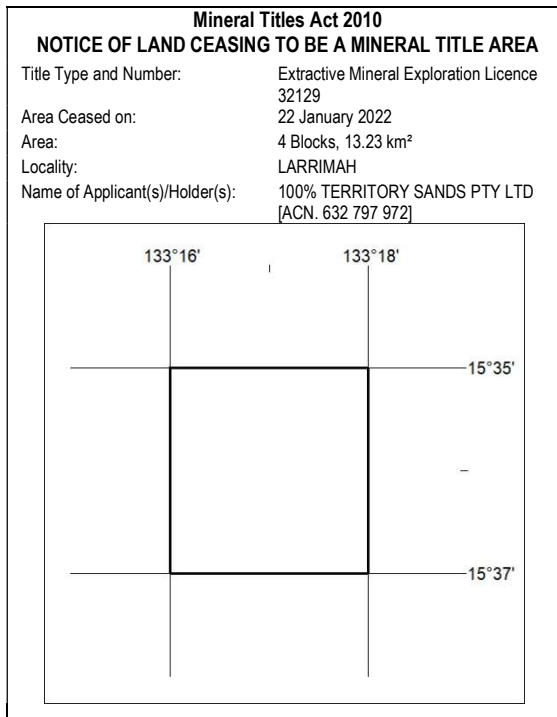 Mineral Titles Act 2010
NOTICE OF LAND CEASING TO BE A MINERAL TITLE AREA
Title Type and Number: Extractive Mineral Exploration Licence
32129
Area Ceased on: 22 January 2022
Area: 4 Blocks, 13.23 km²
Locality: LARRIMAH
Name of Applicant(s)/Holder(s): 100% TERRITORY SANDS PTY LTD
[ACN. 632 797 972]
133°16' 133°18'
15°35'
15°37'